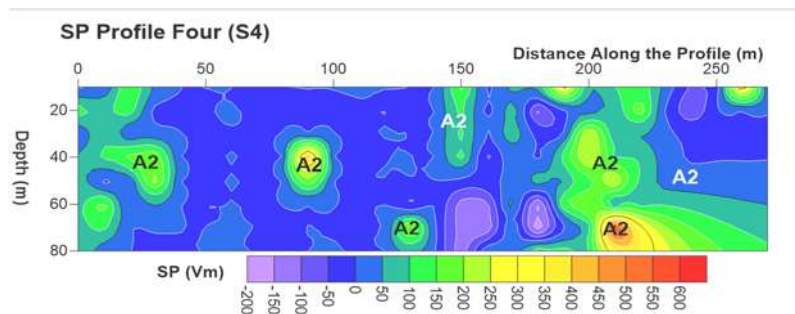 SP Profile Four (S4)
Distance Along the Profile (m)
0 50 100 150 200 250
Depth (m)
20
40
60
80
A2
A2
A2
A2
A2
A2
A2
SP (Vm)
-200 -150 -100 -50 0 50 100 150 200 250 300 350 400 450 500 550 600